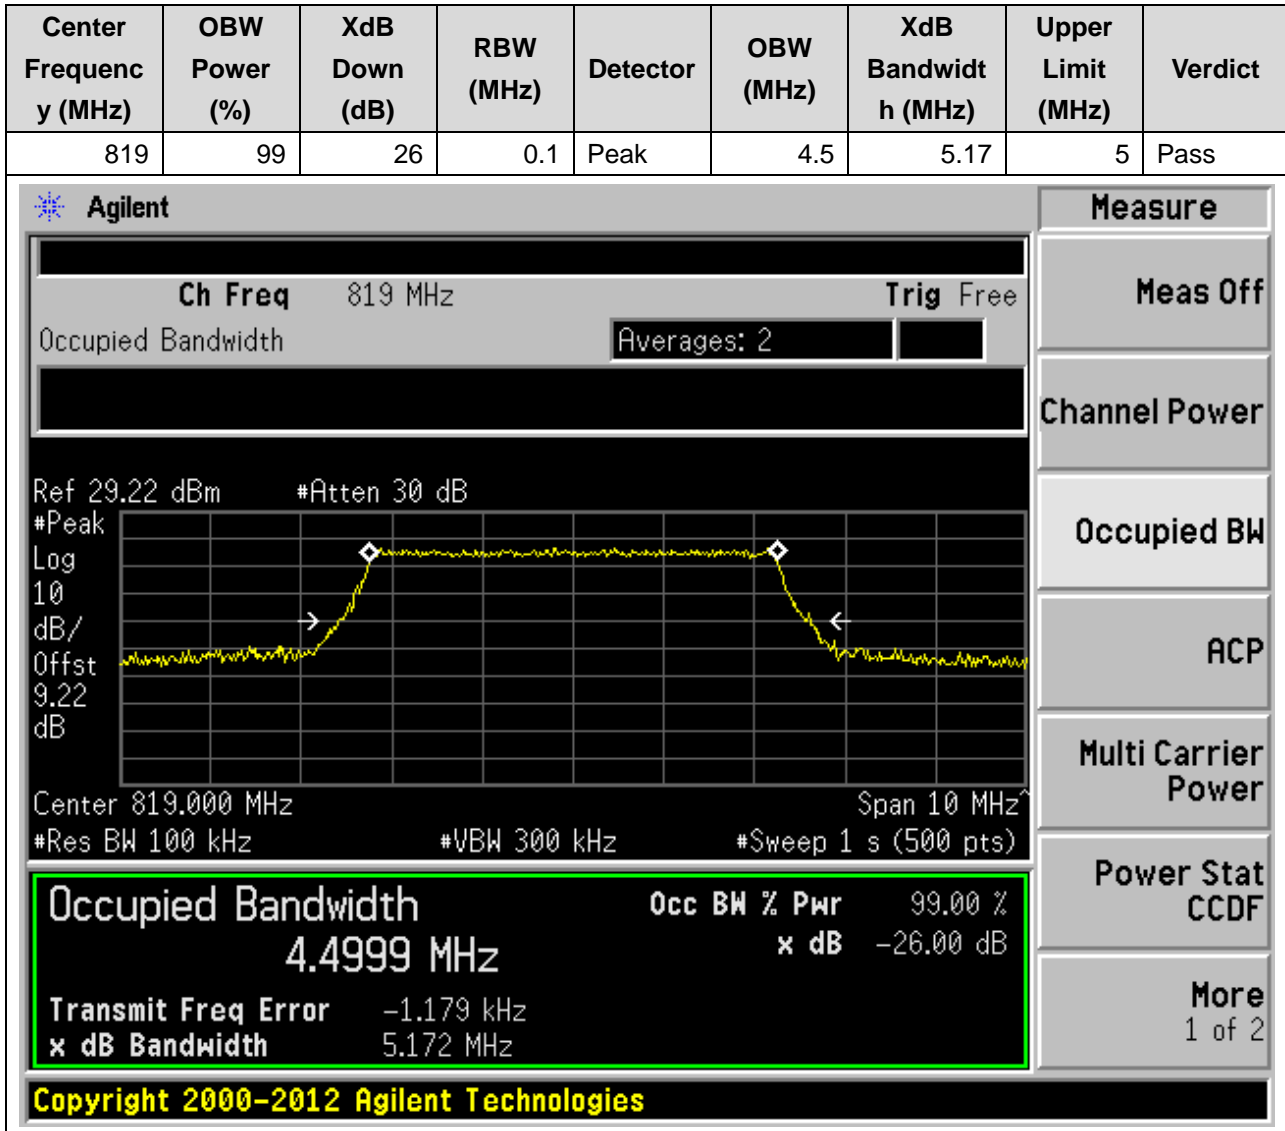 Center Frequency (MHz) OBW Power (%) XdB Down (dB) RBW (MHz) Detector OBW (MHz) XdB Bandwidth (MHz) Upper Limit (MHz) Verdict
819 99 26 0.1 Peak 4.5 5.17 5 Pass
Agilent
Measure
Ch Freq 819 MHz Trig Free
Meas Off
Occupied Bandwidth Averages: 2
Channel Power
Ref 29.22 dBm #Atten 30 dB
#Peak
Log
10
dB/
Offst
9.22
dB
Occupied BW
ACP
Multi Carrier
Power
Center 819.000 MHz Span 10 MHz^
#Res BW 100 kHz #VBW 300 kHz #Sweep 1 s (500 pts)
Power Stat
CCDF
Occupied Bandwidth Occ BW % Pwr 99.00 %
4.4999 MHz x dB -26.00 dB
Transmit Freq Error -1.179 kHz
x dB Bandwidth 5.172 MHz
More
1 of 2
Copyright 2000-2012 Agilent Technologies